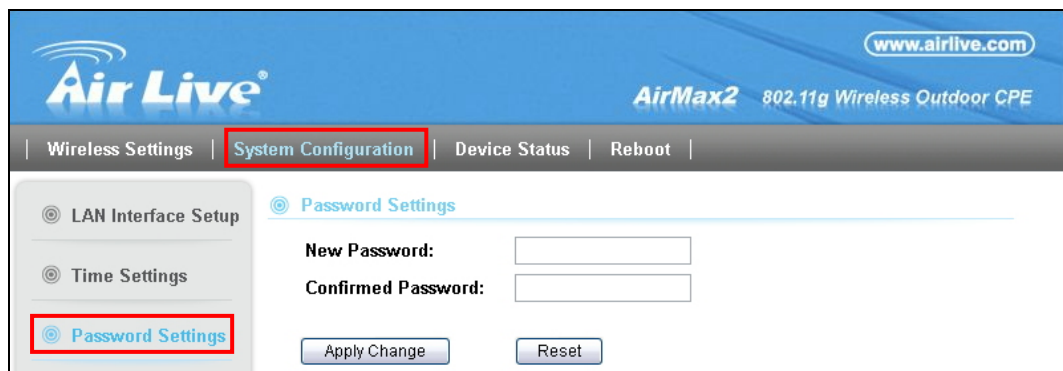 www.airlive.com
Air Live®
AirMax2 802.11g Wireless Outdoor CPE
| Wireless Settings | System Configuration | Device Status | Reboot |
LAN Interface Setup
Time Settings
Password Settings
Password Settings
New Password:
Confirmed Password:
Apply Change Reset